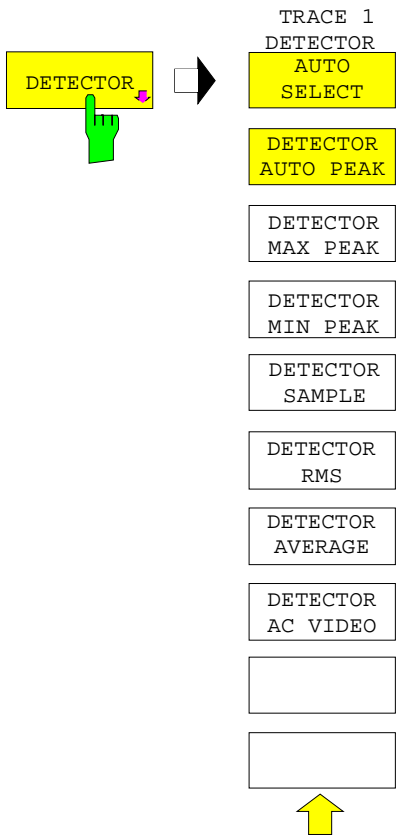 DETECTOR
TRACE 1
DETECTOR
AUTO
SELECT
DETECTOR
AUTO PEAK
DETECTOR
MAX PEAK
DETECTOR
MIN PEAK
DETECTOR
SAMPLE
DETECTOR
RMS
DETECTOR
AVERAGE
DETECTOR
AC VIDEO